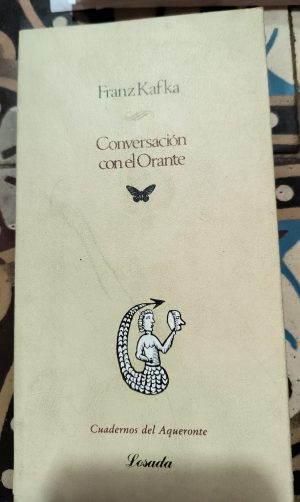 Franz Kafka
Conversación
con el Orante
Cuadernos del Aqueronte
Losada